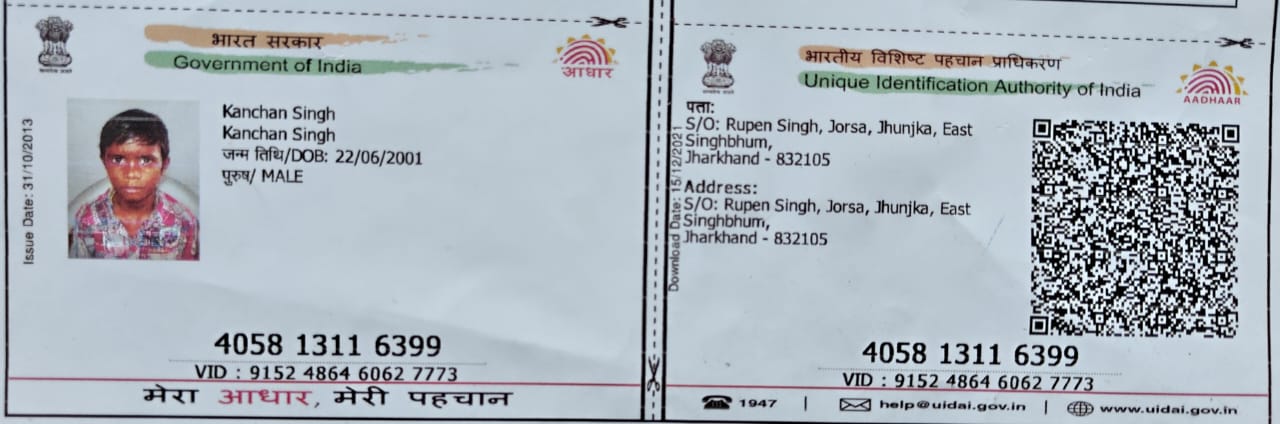 भारत सरकार
Government of India
आधार
Issue Date: 31/10/2013
Kanchan Singh
Kanchan Singh
जन्म तिथि/DOB: 22/06/2001
पुरुष/ MALE
4058 1311 6399
VID : 9152 4864 6062 7773
मेरा आधार, मेरी पहचान
भारतीय विशिष्ट पहचान प्राधिकरण
Unique Identification Authority of India
AADHAAR
Download Date: 15/12/2021
पता:
S/O: Rupen Singh, Jorsa, Jhunjka, East
Singhbhum,
Jharkhand - 832105
Address:
S/O: Rupen Singh, Jorsa, Jhunjka, East
Singhbhum,
Jharkhand - 832105
4058 1311 6399
VID : 9152 4864 6062 7773
1947 | help@uidai.gov.in | www.uidai.gov.in